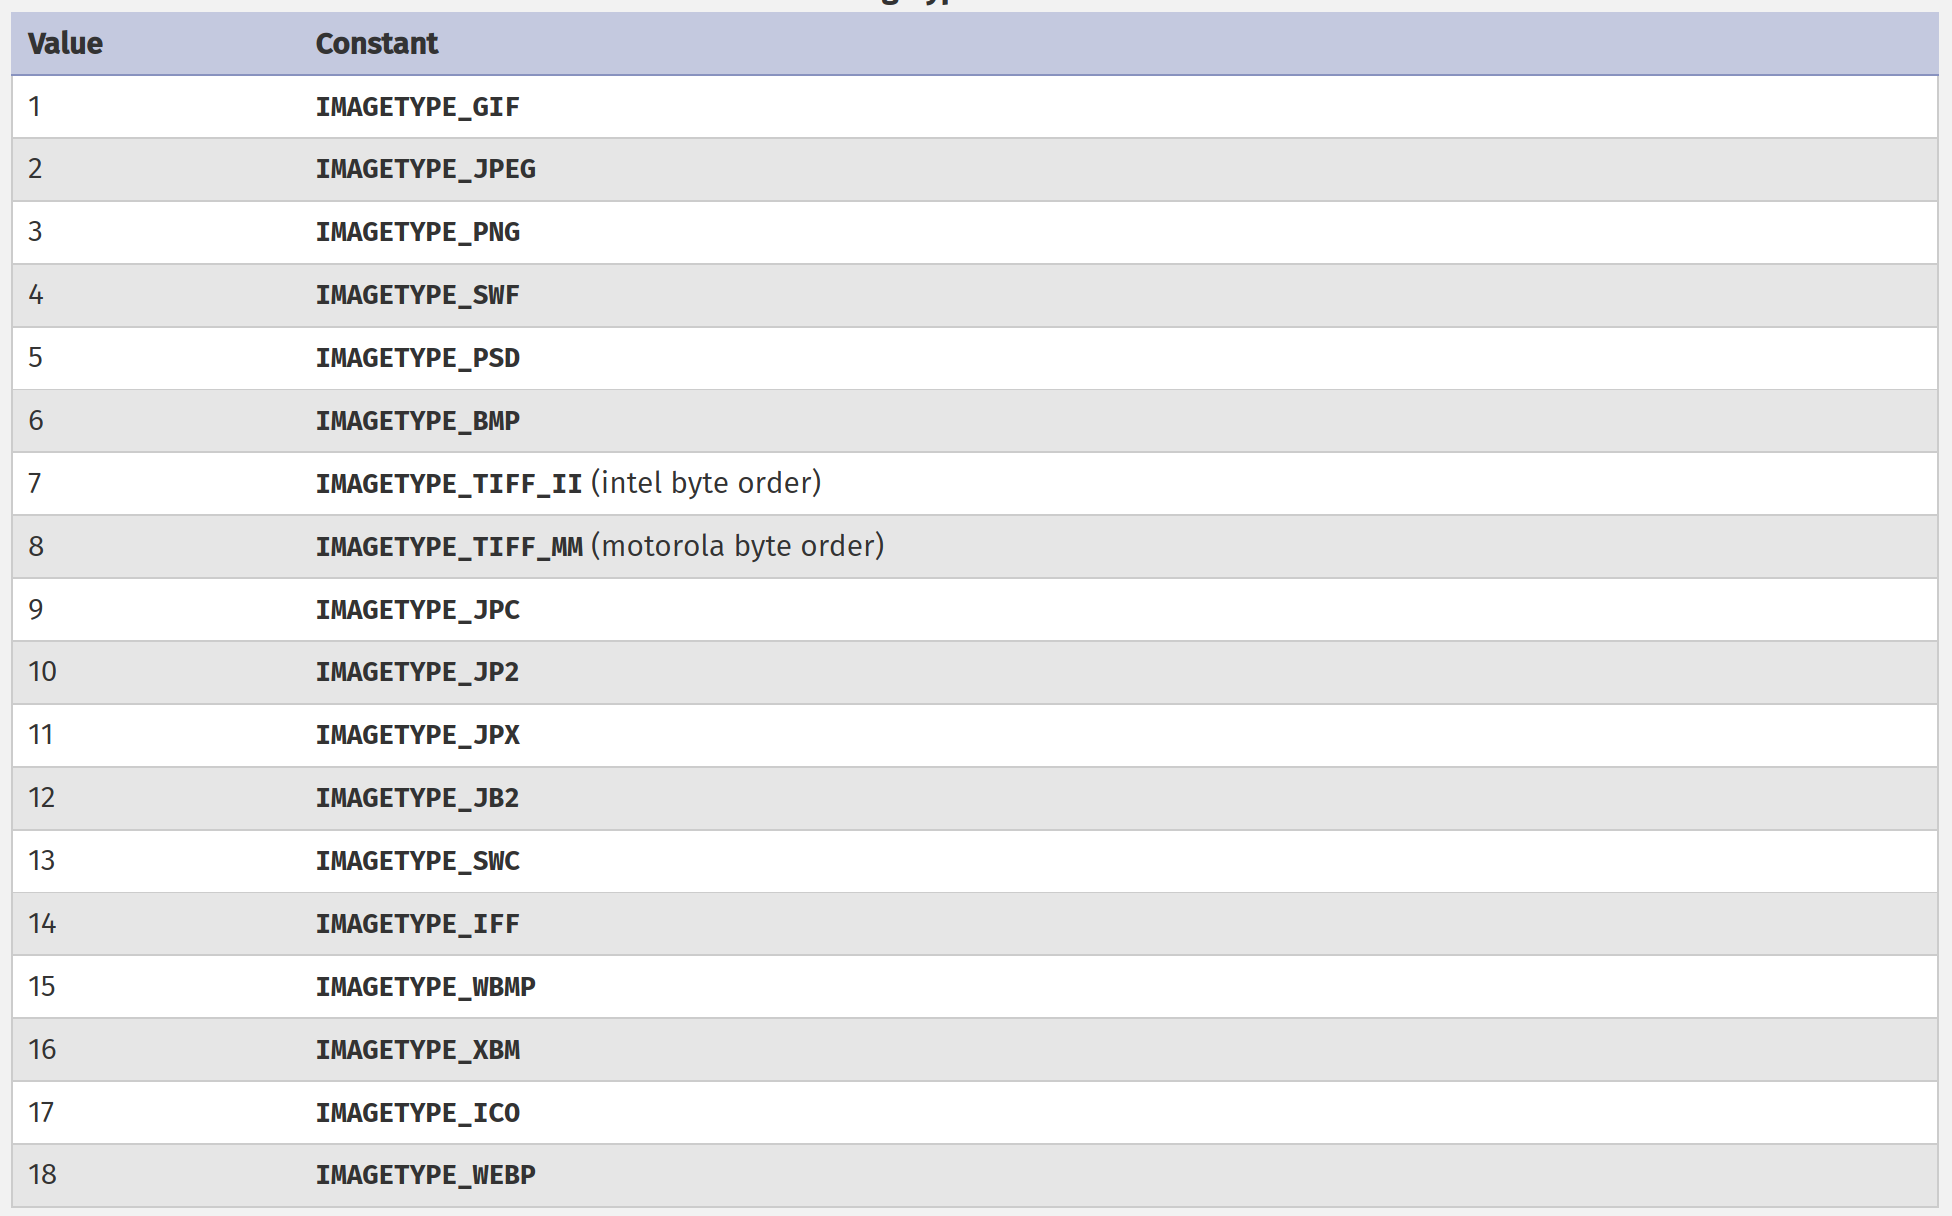 Value Constant
1 IMAGETYPE_GIF
2 IMAGETYPE_JPEG
3 IMAGETYPE_PNG
4 IMAGETYPE_SWF
5 IMAGETYPE_PSD
6 IMAGETYPE_BMP
7 IMAGETYPE_TIFF_II (intel byte order)
8 IMAGETYPE_TIFF_MM (motorola byte order)
9 IMAGETYPE_JPC
10 IMAGETYPE_JP2
11 IMAGETYPE_JPX
12 IMAGETYPE_JB2
13 IMAGETYPE_SWC
14 IMAGETYPE_IFF
15 IMAGETYPE_WBMP
16 IMAGETYPE_XBM
17 IMAGETYPE_ICO
18 IMAGETYPE_WEBP